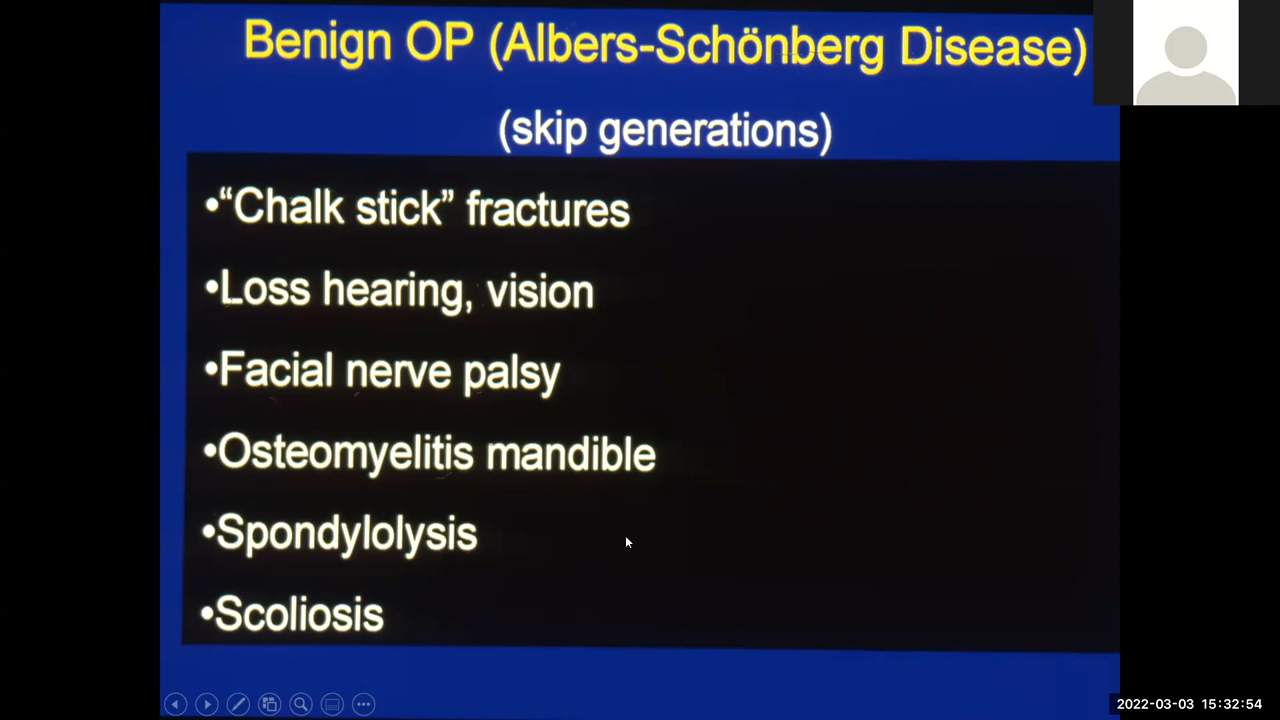 Benign OP (Albers-Schönberg Disease)
(skip generations)
•“Chalk stick” fractures
•Loss hearing, vision
•Facial nerve palsy
•Osteomyelitis mandible
•Spondylolysis
•Scoliosis
2022-03-03 15:32:54